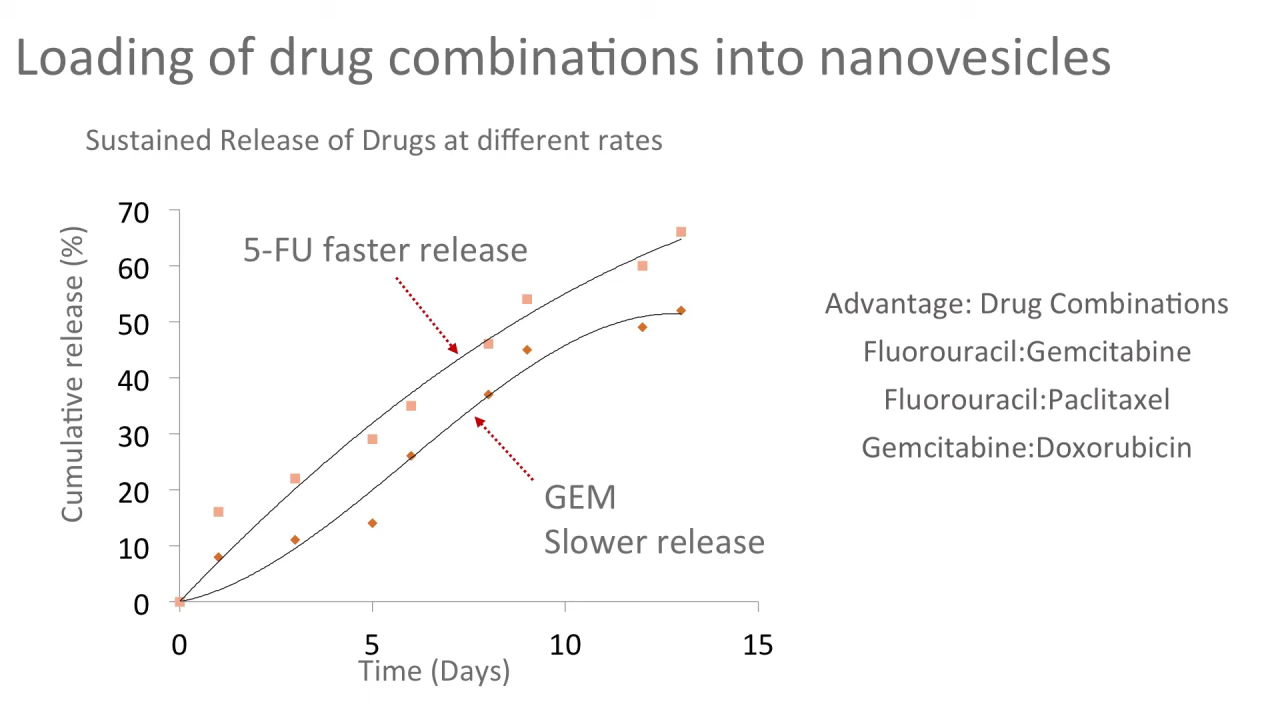 Loading of drug combinations into nanovesicles
Sustained Release of Drugs at different rates
70
60
50
40
30
20
10
0
Cumulative release (%)
5-FU faster release
GEM
Slower release
0
5
10
15
Time (Days)
Advantage: Drug Combinations
Fluorouracil:Gemcitabine
Fluorouracil:Paclitaxel
Gemcitabine:Doxorubicin